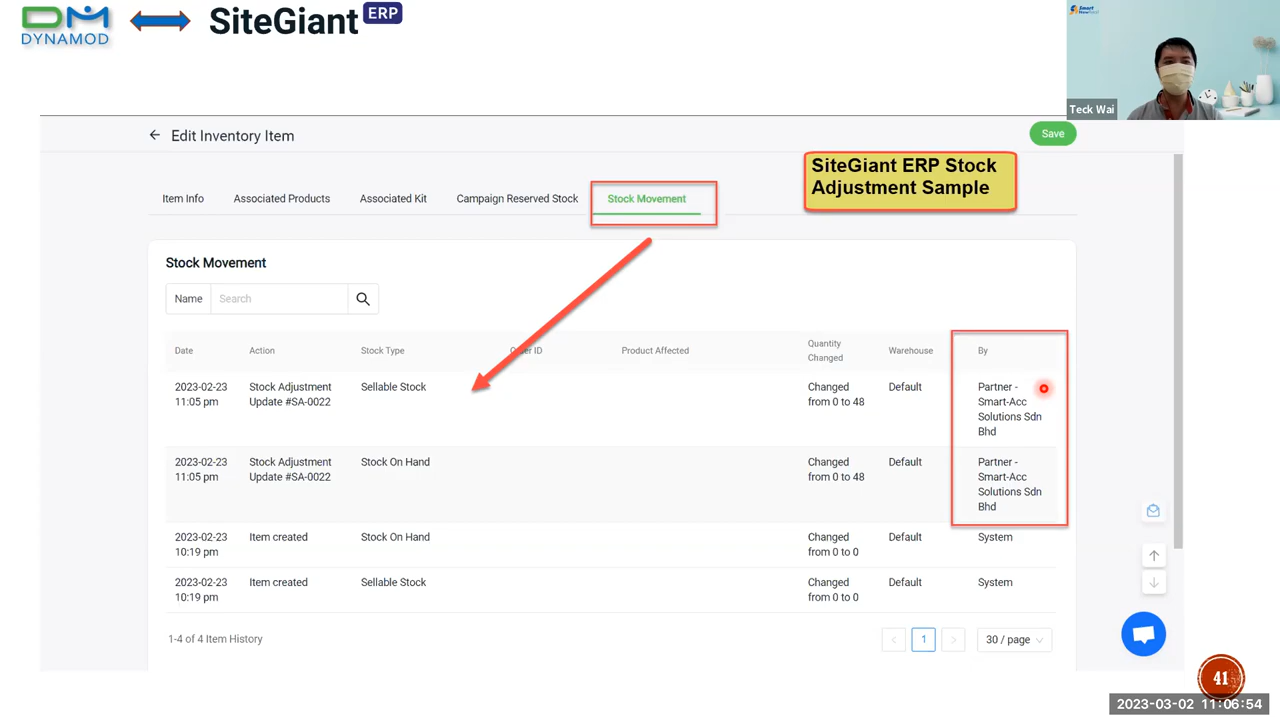 DM
DYNAMOD
SiteGiant ERP
Smart
Teck Wai
Edit Inventory Item
Save
SiteGiant ERP Stock
Adjustment Sample
Item Info
Associated Products
Associated Kit
Campaign Reserved Stock
Stock Movement
Stock Movement
Name
Search
Date
Action
Stock Type
Order ID
Product Affected
Quantity
Changed
Warehouse
By
2023-02-23
11:05 pm
Stock Adjustment
Update #SA-0022
Sellable Stock
Changed
from 0 to 48
Default
Partner -
Smart-Acc
Solutions Sdn
Bhd
2023-02-23
11:05 pm
Stock Adjustment
Update #SA-0022
Stock On Hand
Changed
from 0 to 48
Default
Partner -
Smart-Acc
Solutions Sdn
Bhd
2023-02-23
10:19 pm
Item created
Stock On Hand
Changed
from 0 to 0
Default
System
2023-02-23
10:19 pm
Item created
Sellable Stock
Changed
from 0 to 0
Default
System
1-4 of 4 Item History
1
30 / page
41
2023-03-02 11:06:54